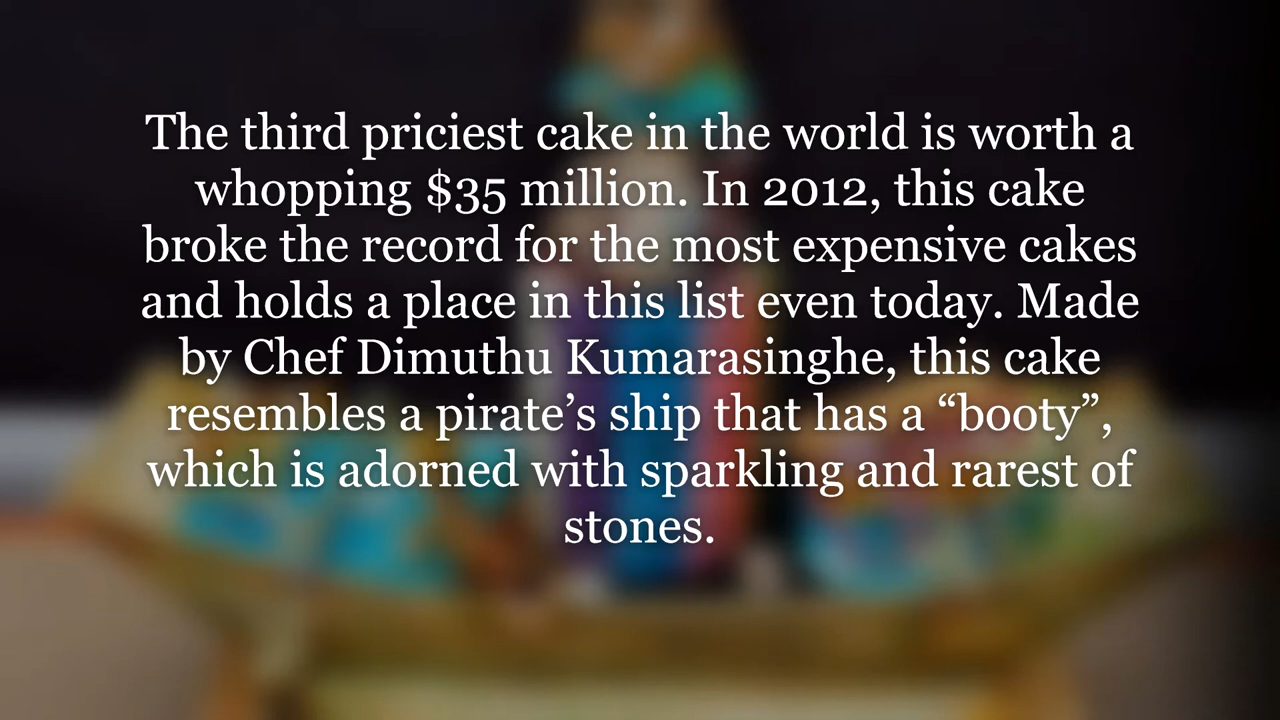 The third priciest cake in the world is worth a
whopping $35 million. In 2012, this cake
broke the record for the most expensive cakes
and holds a place in this list even today. Made
by Chef Dimuthu Kumarasinghe, this cake
resembles a pirate’s ship that has a “booty”,
which is adorned with sparkling and rarest of
stones.